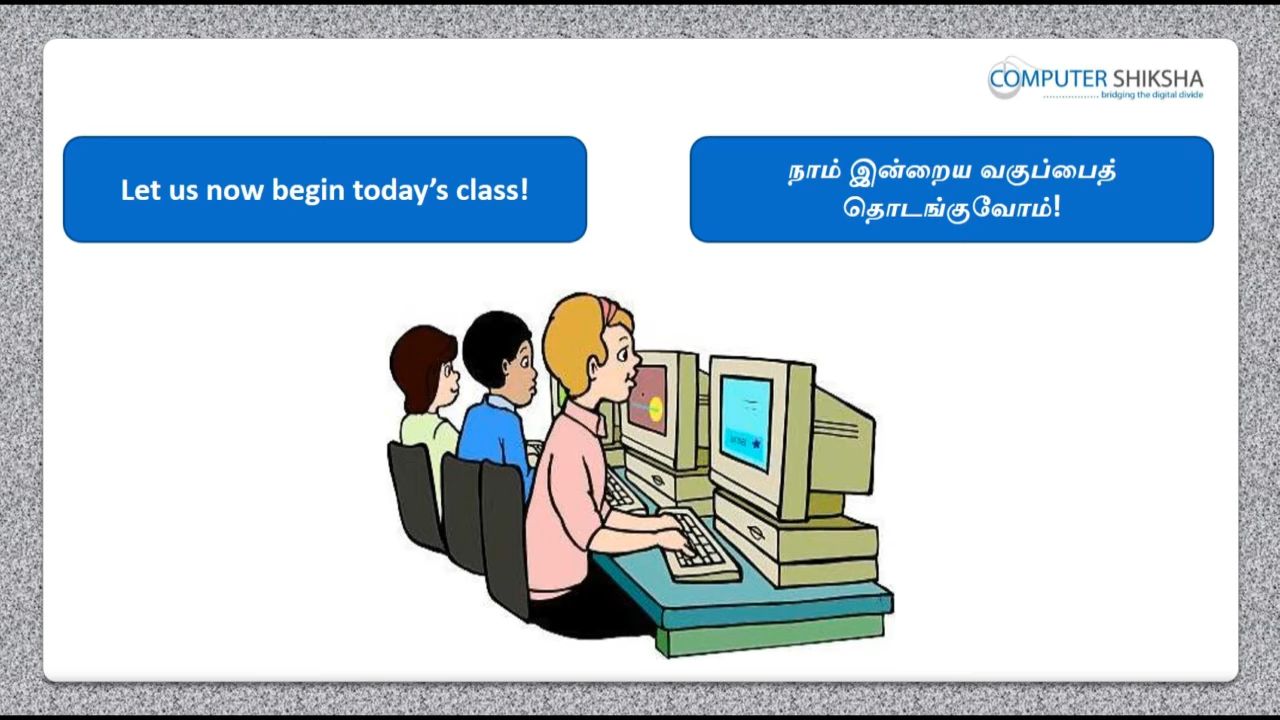 COMPUTER SHIKSHA
bridging the digital divide
Let us now begin today’s class!
நாம் இன்றைய வகுப்பைத்
தொடங்குவோம்!